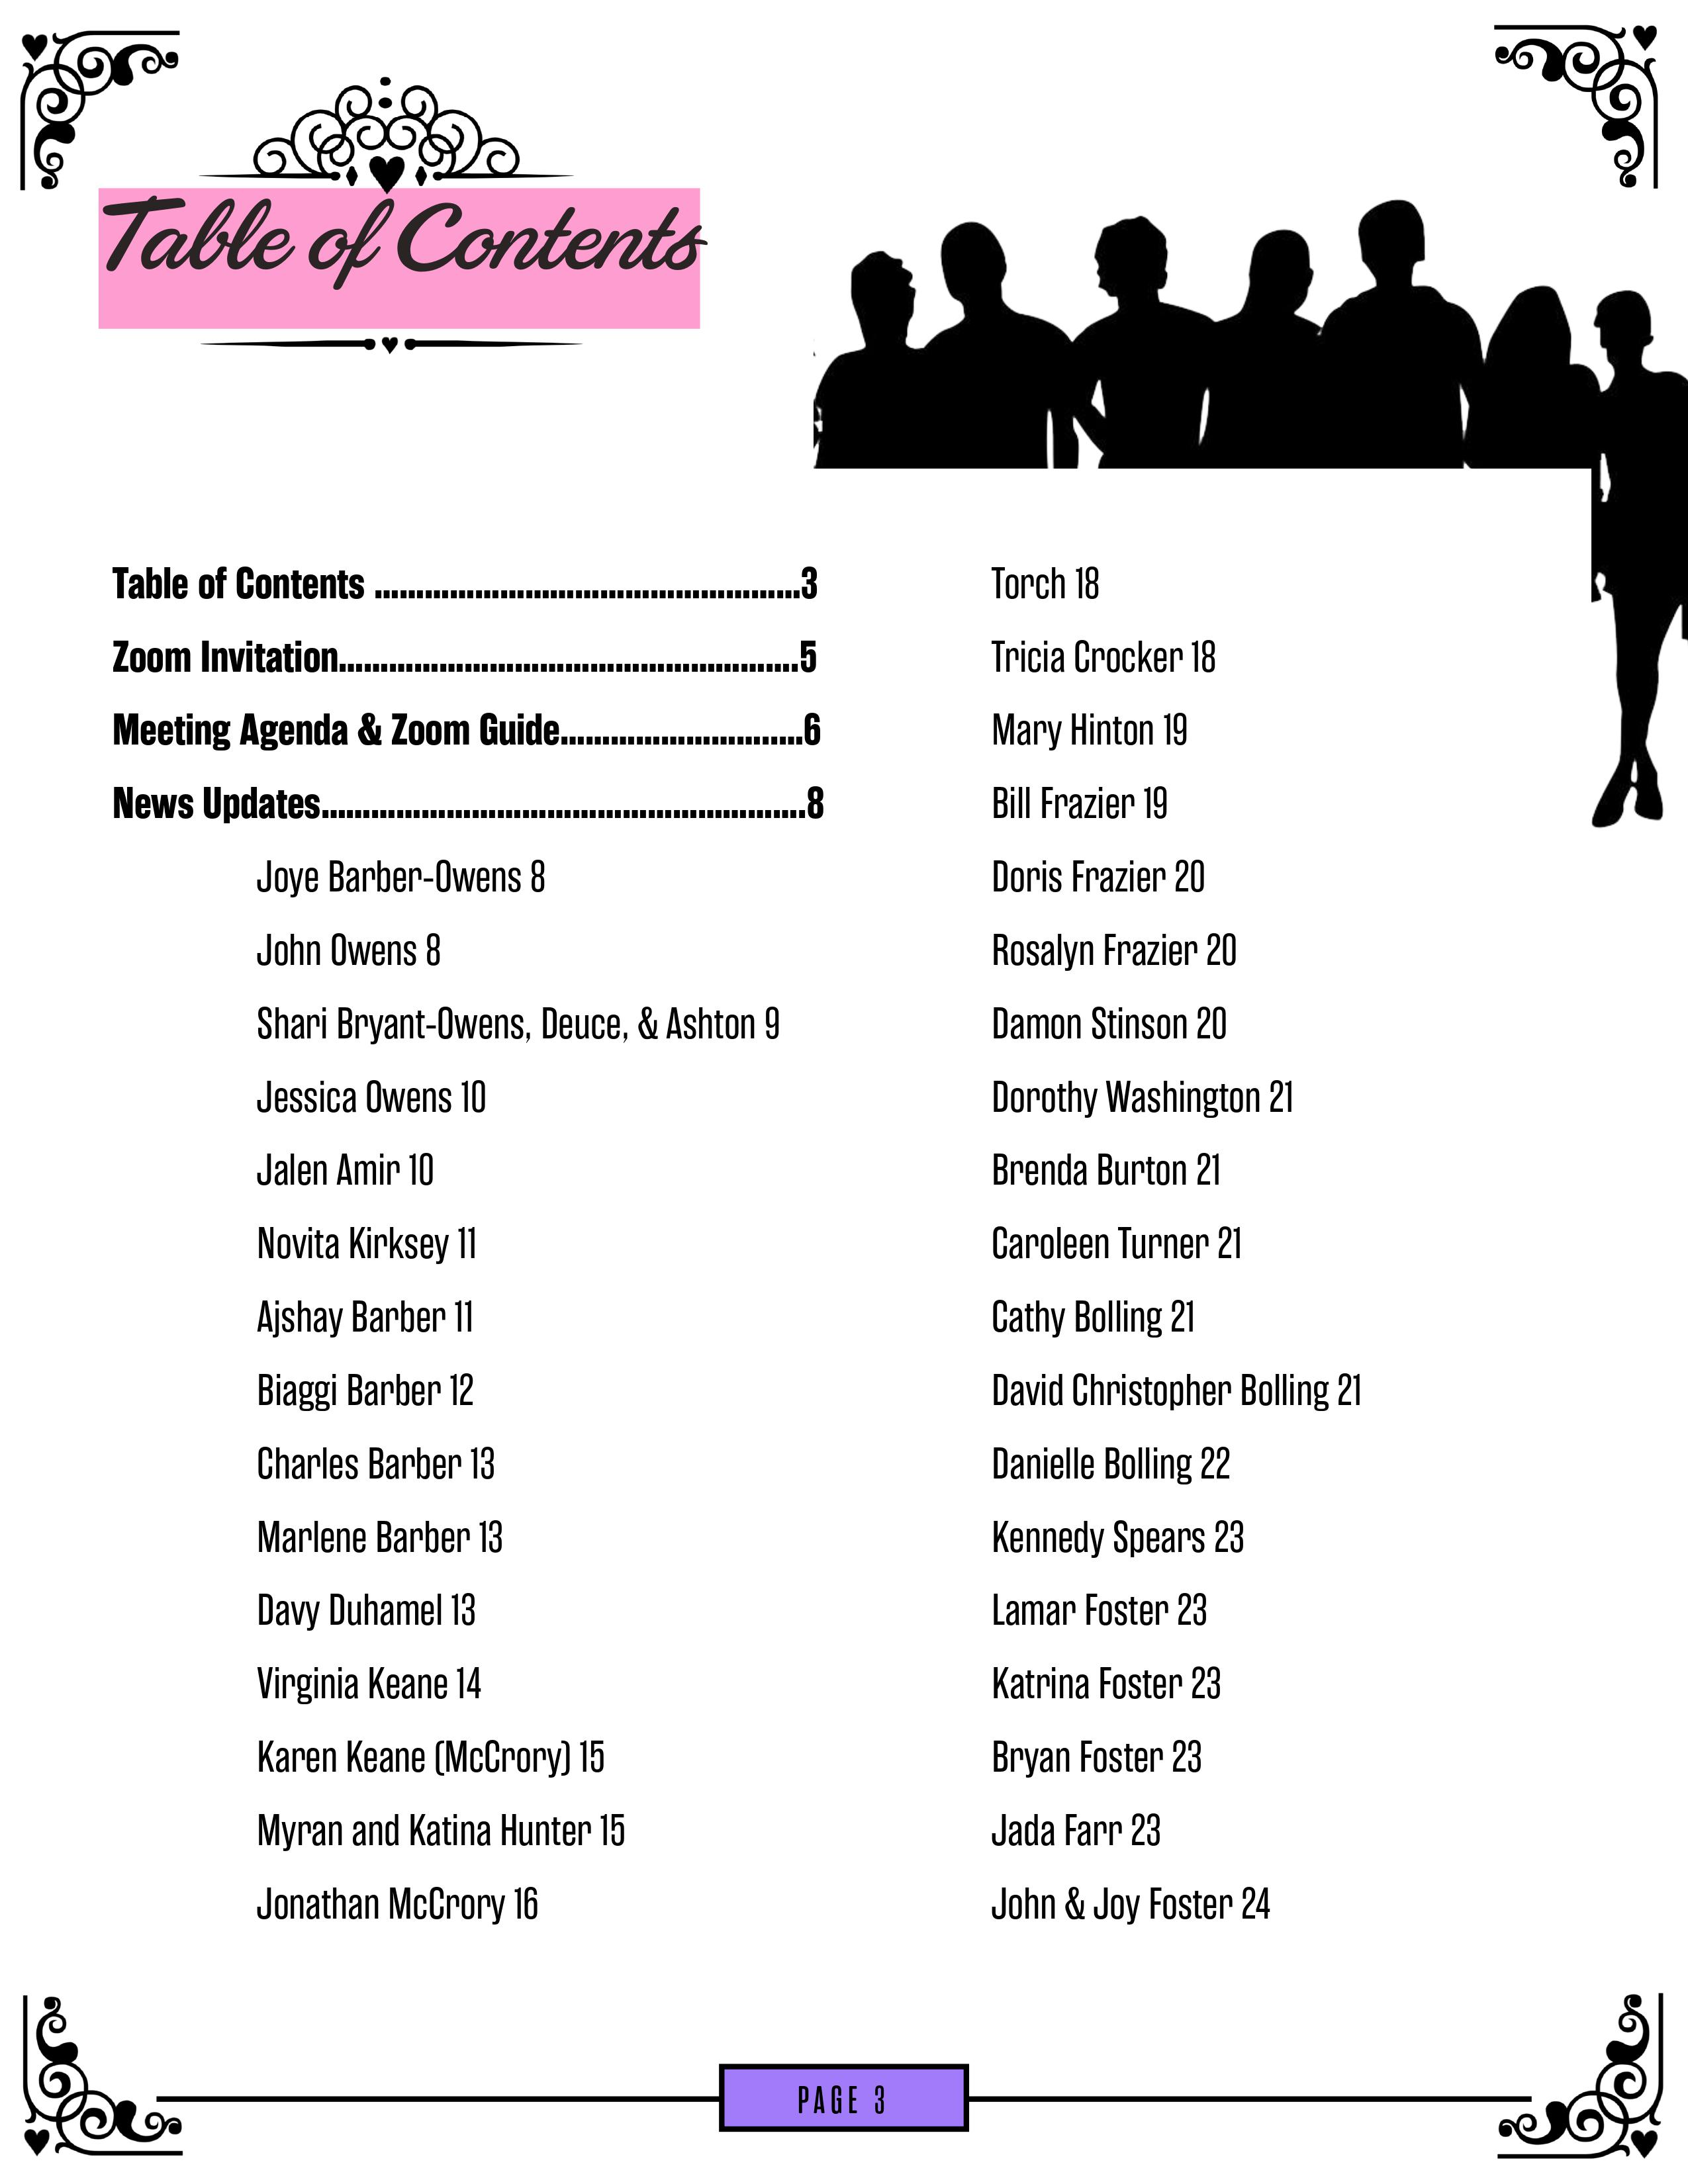 Table of Contents
Table of Contents ....................................................3
Zoom Invitation........................................................5
Meeting Agenda & Zoom Guide.............................6
News Updates...........................................................8
Joye Barber-Owens 8
John Owens 8
Shari Bryant-Owens, Deuce, & Ashton 9
Jessica Owens 10
Jalen Amir 10
Novita Kirksey 11
Ajshay Barber 11
Biaggi Barber 12
Charles Barber 13
Marlene Barber 13
Davy Duhamel 13
Virginia Keane 14
Karen Keane (McCrory) 15
Myran and Katina Hunter 15
Jonathan McCrory 16
Torch 18
Tricia Crocker 18
Mary Hinton 19
Bill Frazier 19
Doris Frazier 20
Rosalyn Frazier 20
Damon Stinson 20
Dorothy Washington 21
Brenda Burton 21
Caroleen Turner 21
Cathy Bolling 21
David Christopher Bolling 21
Danielle Bolling 22
Kennedy Spears 23
Lamar Foster 23
Katrina Foster 23
Bryan Foster 23
Jada Farr 23
John & Joy Foster 24
PAGE 3